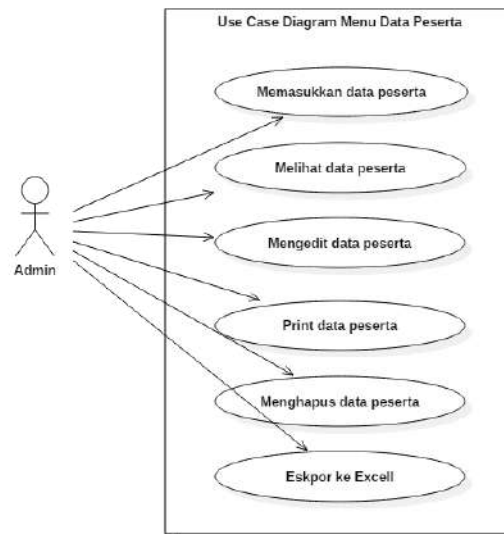 Use Case Diagram Menu Data Peserta
Memasukkan data peserta
Melihat data peserta
Mengedit data peserta
Admin
Print data peserta
Menghapus data peserta
Eskpor ke Excell